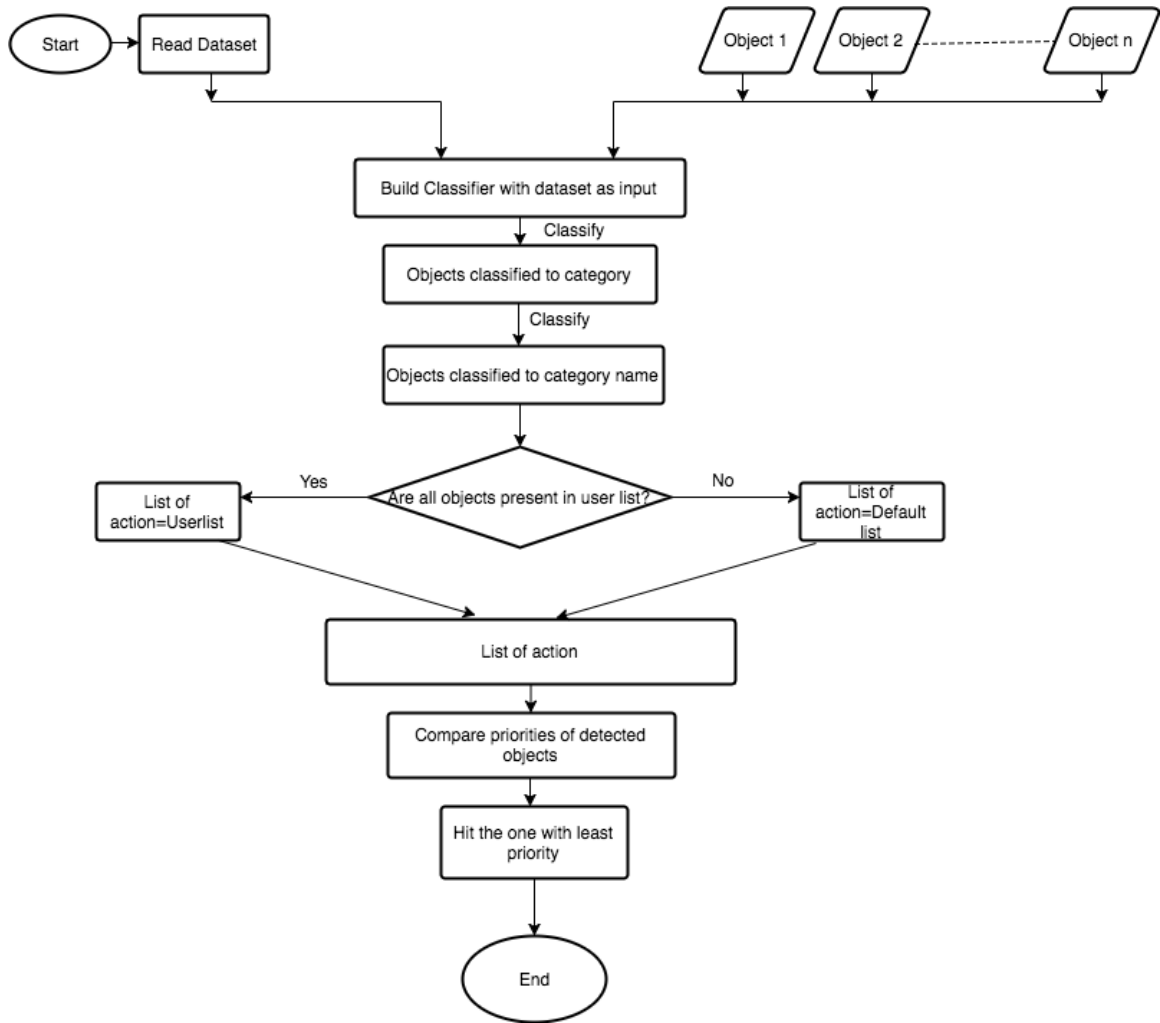 Start
Read Dataset
Object 1
Object 2
Object n
Build Classifier with dataset as input
Classify
Objects classified to category
Classify
Objects classified to category name
Are all objects present in user list?
Yes
No
List of
action=Userlist
List of
action=Default
list
List of action
Compare priorities of detected
objects
Hit the one with least
priority
End